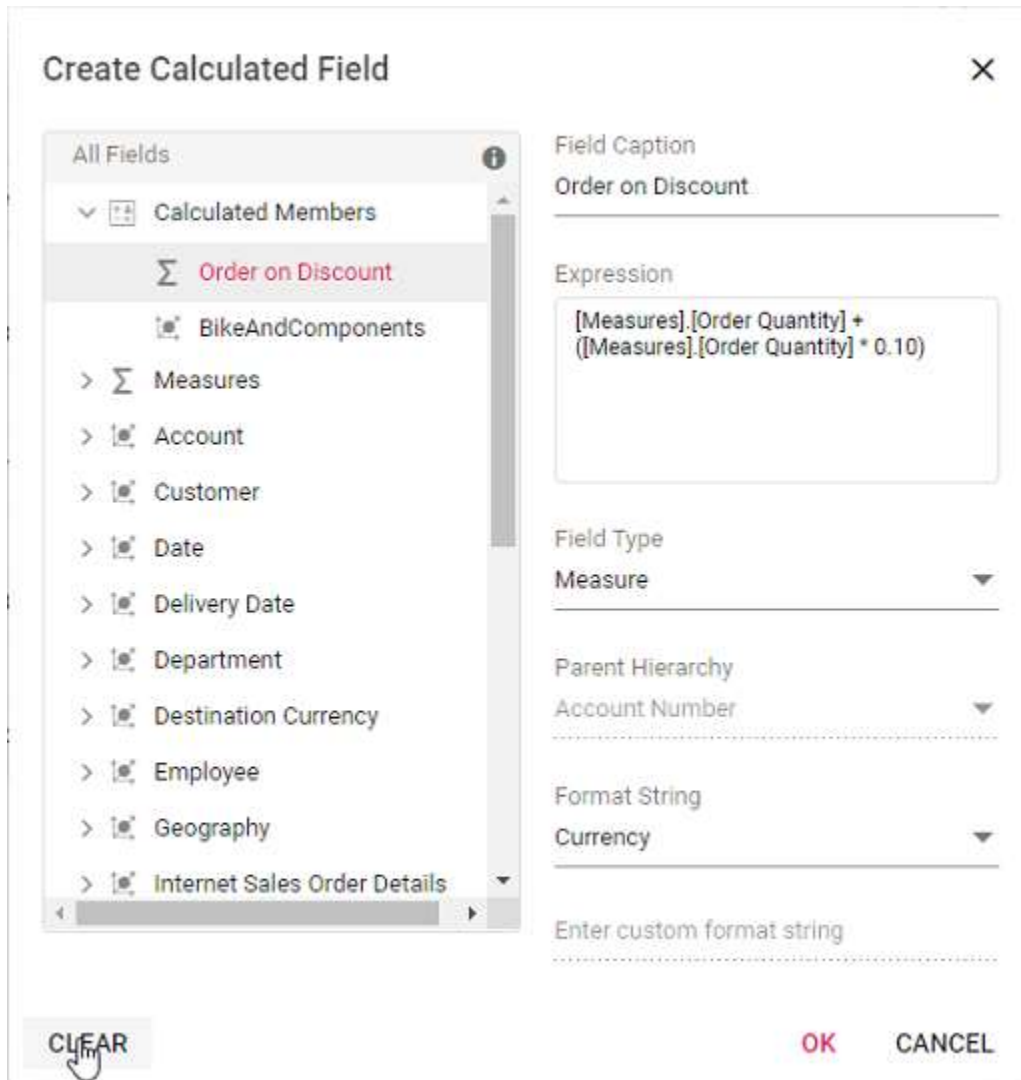 Create Calculated Field
All Fields
Calculated Members
Order on Discount
BikeAndComponents
Measures
Account
Customer
Date
Delivery Date
Department
Destination Currency
Employee
Geography
Internet Sales Order Details
Field Caption
Order on Discount
Expression
[Measures].[Order Quantity] +
([Measures].[Order Quantity] * 0.10)
Field Type
Measure
Parent Hierarchy
Account Number
Format String
Currency
Enter custom format string
CLEAR
OK
CANCEL